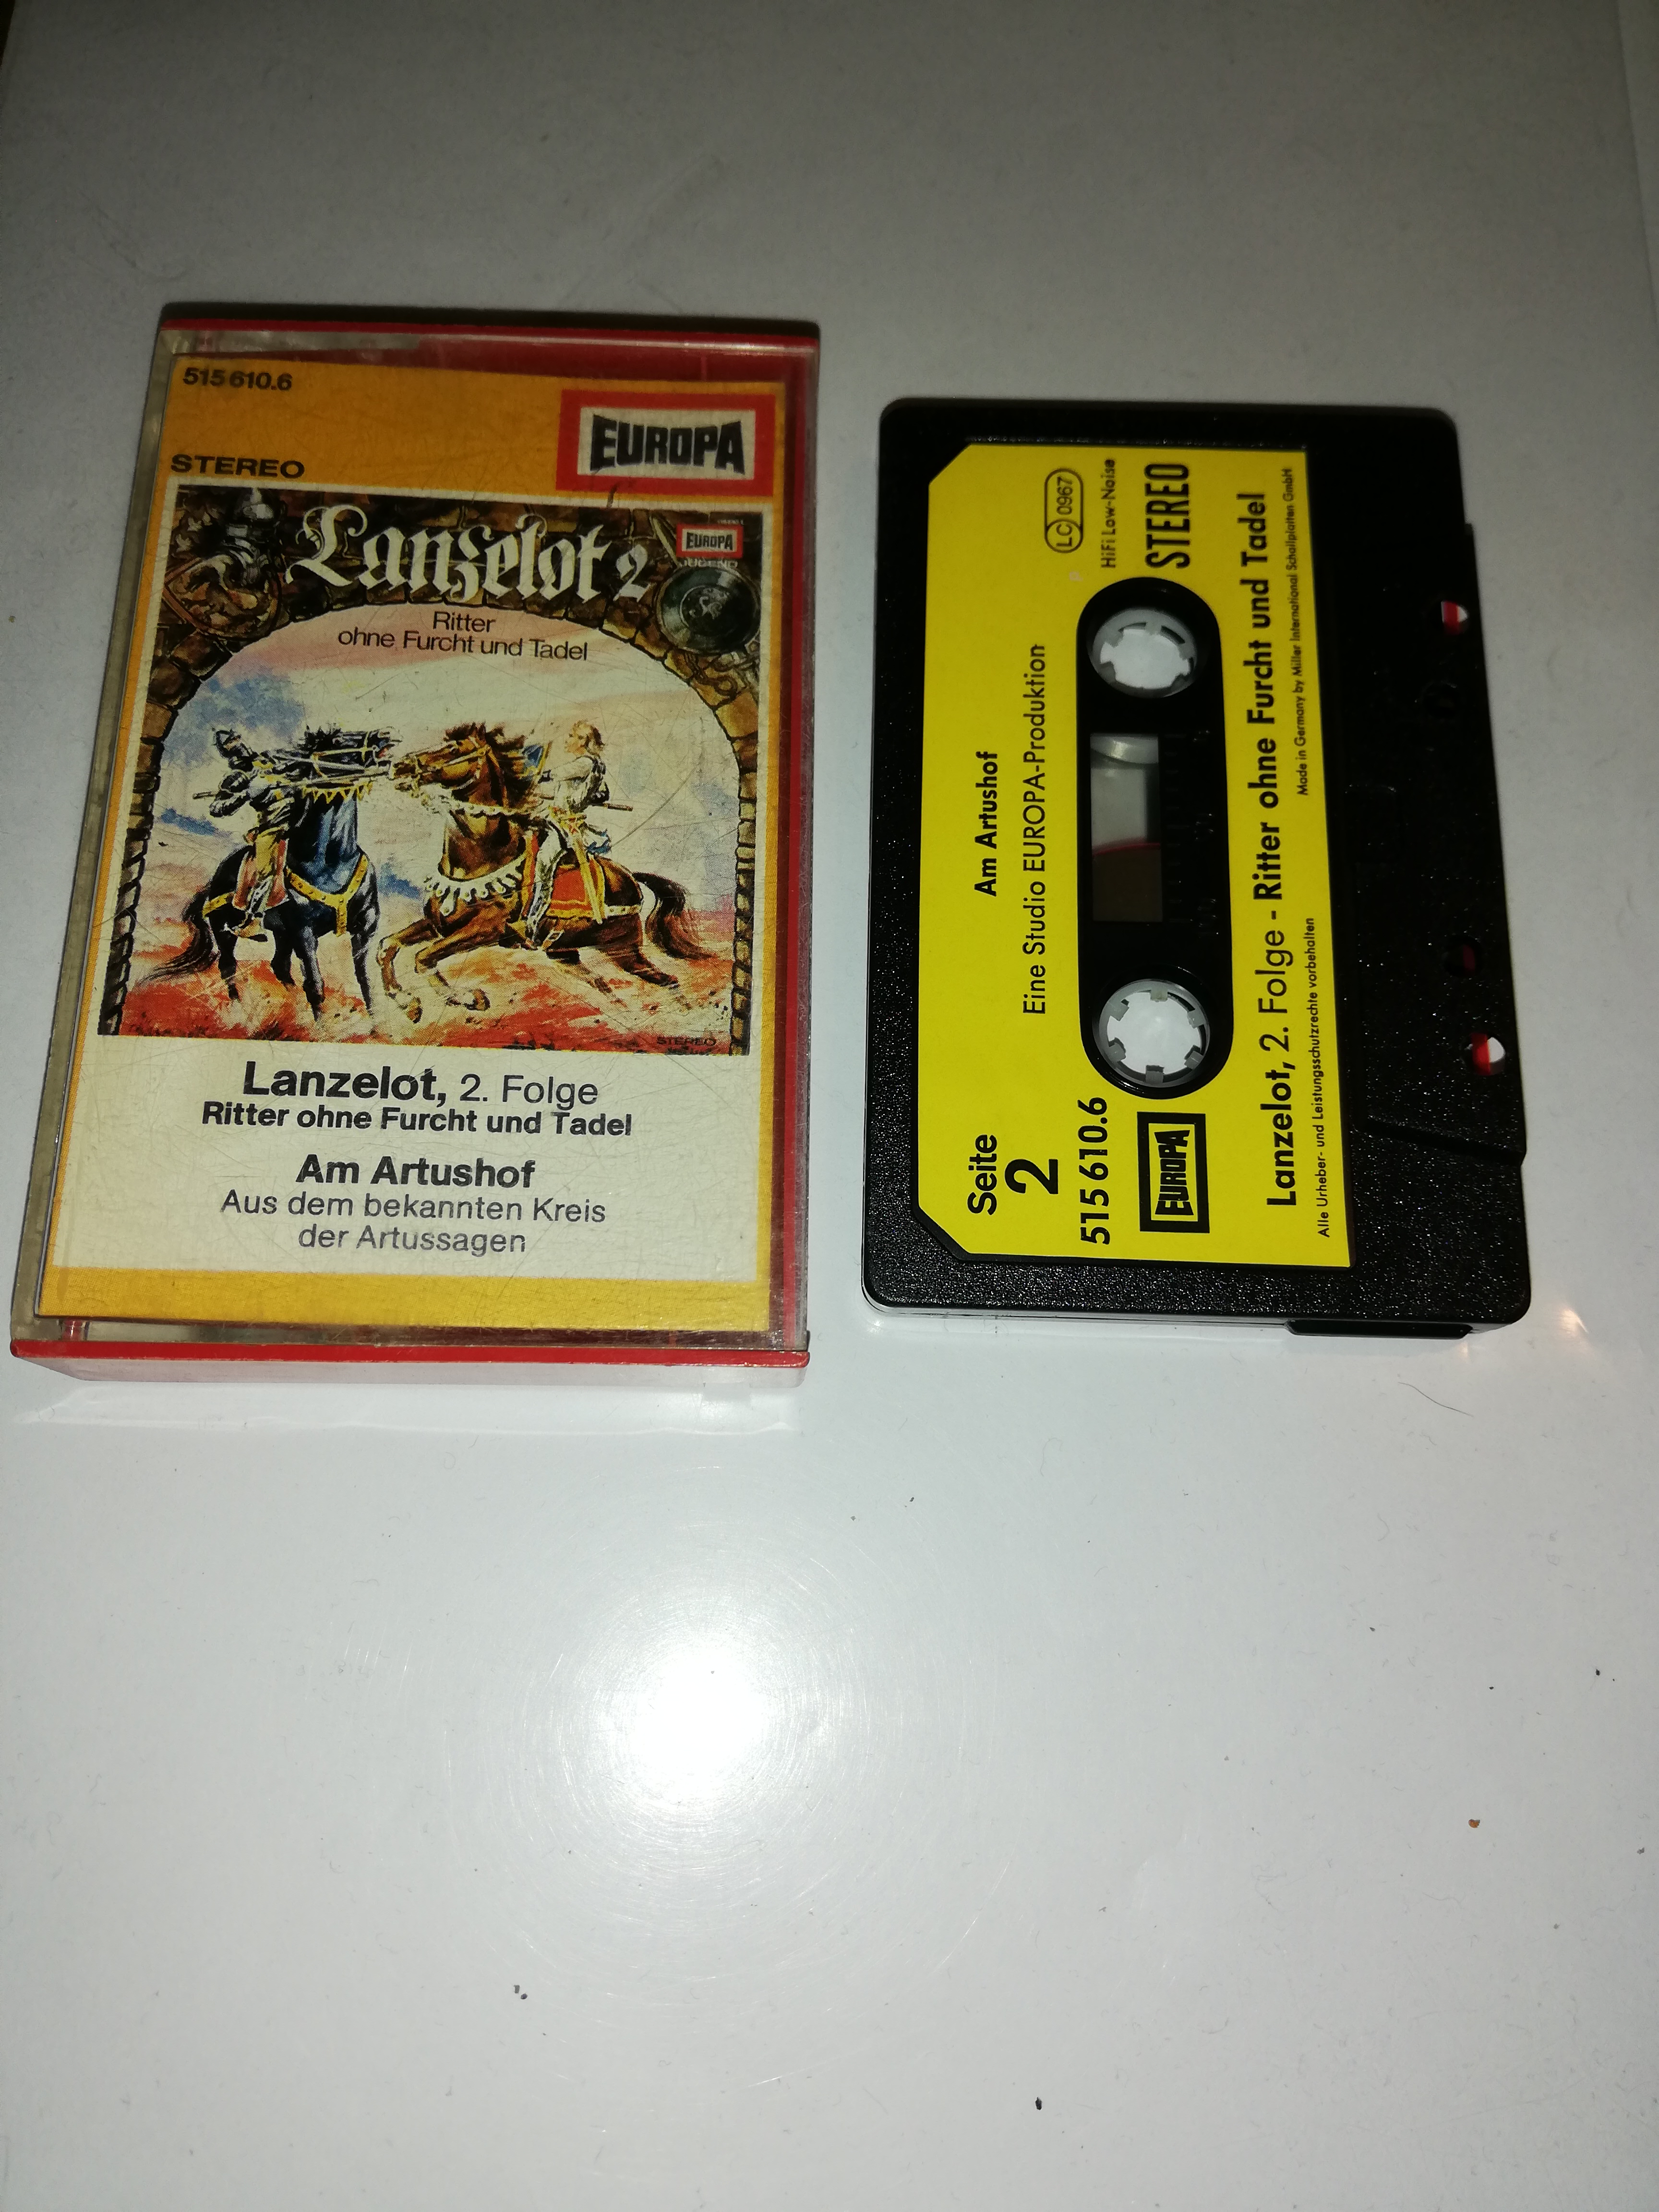 515 610.6
EUROPA
STEREO
Lanzelot 2
EUROPA
JUGEND
Ritter
ohne Furcht und Tadel
STEREO
Lanzelot, 2. Folge
Ritter ohne Furcht und Tadel
Am Artushof
Aus dem bekannten Kreis
der Artussagen
Am Artushof
Eine Studio EUROPA-Produktion
LC 0967
HiFi Low-Noise
STEREO
Seite
2
515 610.6
EUROPA
Lanzelot, 2. Folge - Ritter ohne Furcht und Tadel
Alle Urheber- und Leistungsschutzrechte vorbehalten
Made in Germany by Miller International Schallplatten GmbH